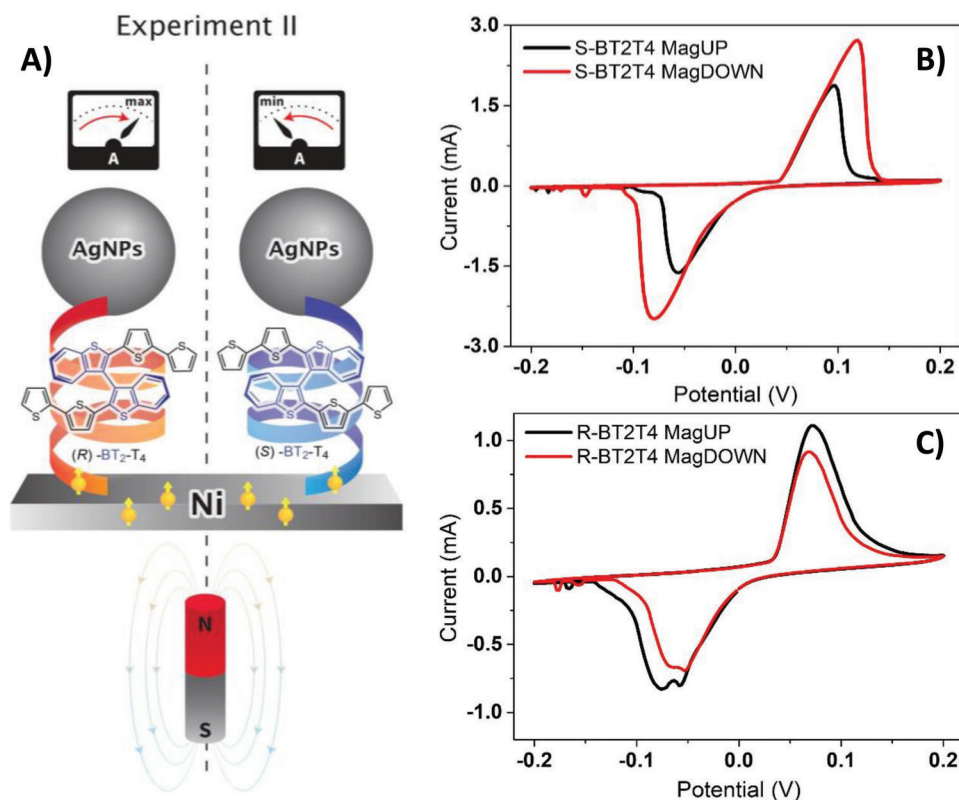 Experiment II
A)
max
A
min
A
AgNPs
AgNPs
(R) -BT2-T4
(S) -BT2-T4
S
S
S
S
S
S
S
S
S
S
S
S
Ni
N
S
B)
S-BT2T4 MagUP
S-BT2T4 MagDOWN
3.0
1.5
0.0
-1.5
-3.0
Current (mA)
-0.2
-0.1
0.0
0.1
0.2
Potential (V)
C)
R-BT2T4 MagUP
R-BT2T4 MagDOWN
1.0
0.5
0.0
-0.5
-1.0
Current (mA)
-0.2
-0.1
0.0
0.1
0.2
Potential (V)